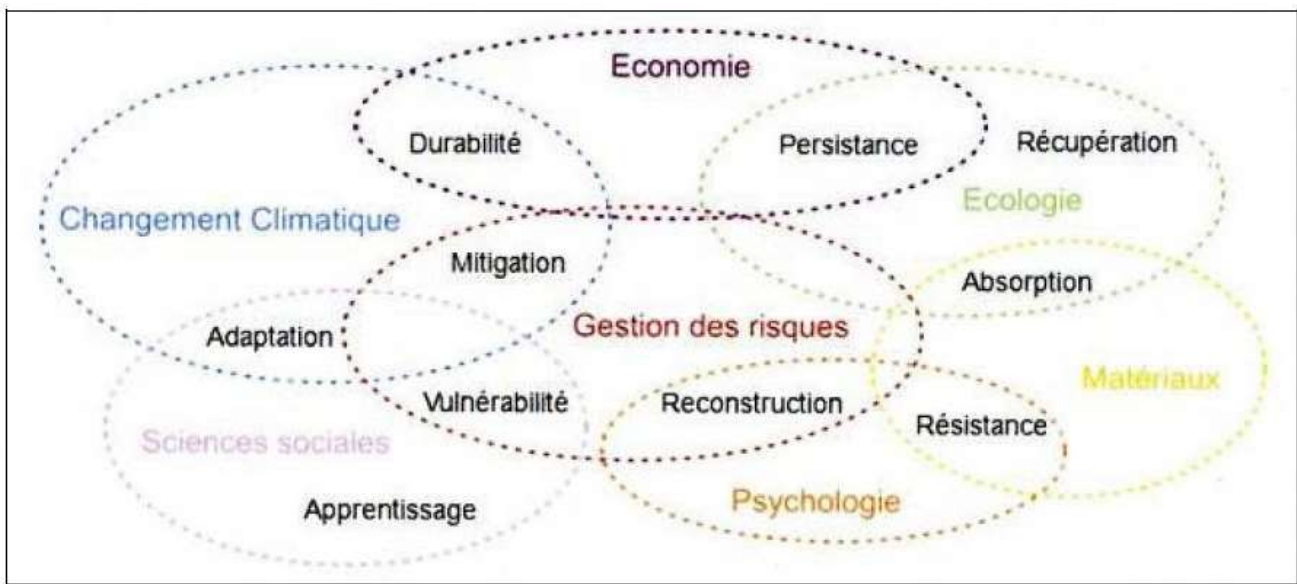 Economie
Durabilité
Persistance
Récupération
Changement Climatique
Ecologie
Mitigation
Absorption
Adaptation
Gestion des risques
Matériaux
Vulnérabilité
Reconstruction
Résistance
Sciences sociales
Psychologie
Apprentissage